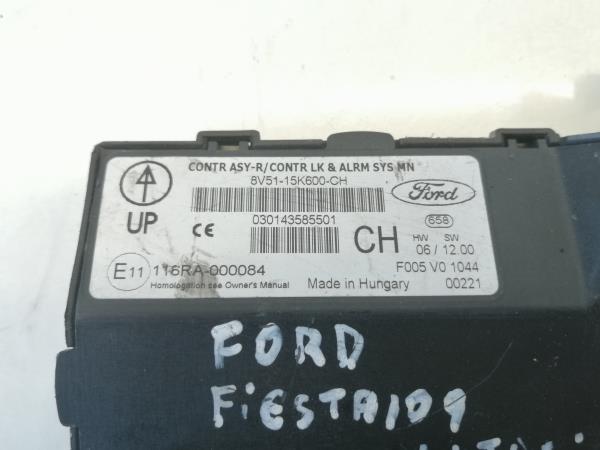 CONTR ASY-R/CONTR LK & ALRM SYS MN
8V51-15K600-CH
Ford
UP
CE
030143585501
CH
658
HW SW
06 / 12.00
E11 116RA-000084
F005 V0 1044
Homologation see Owner's Manual
Made in Hungary
00221
FORD
FiESTA109